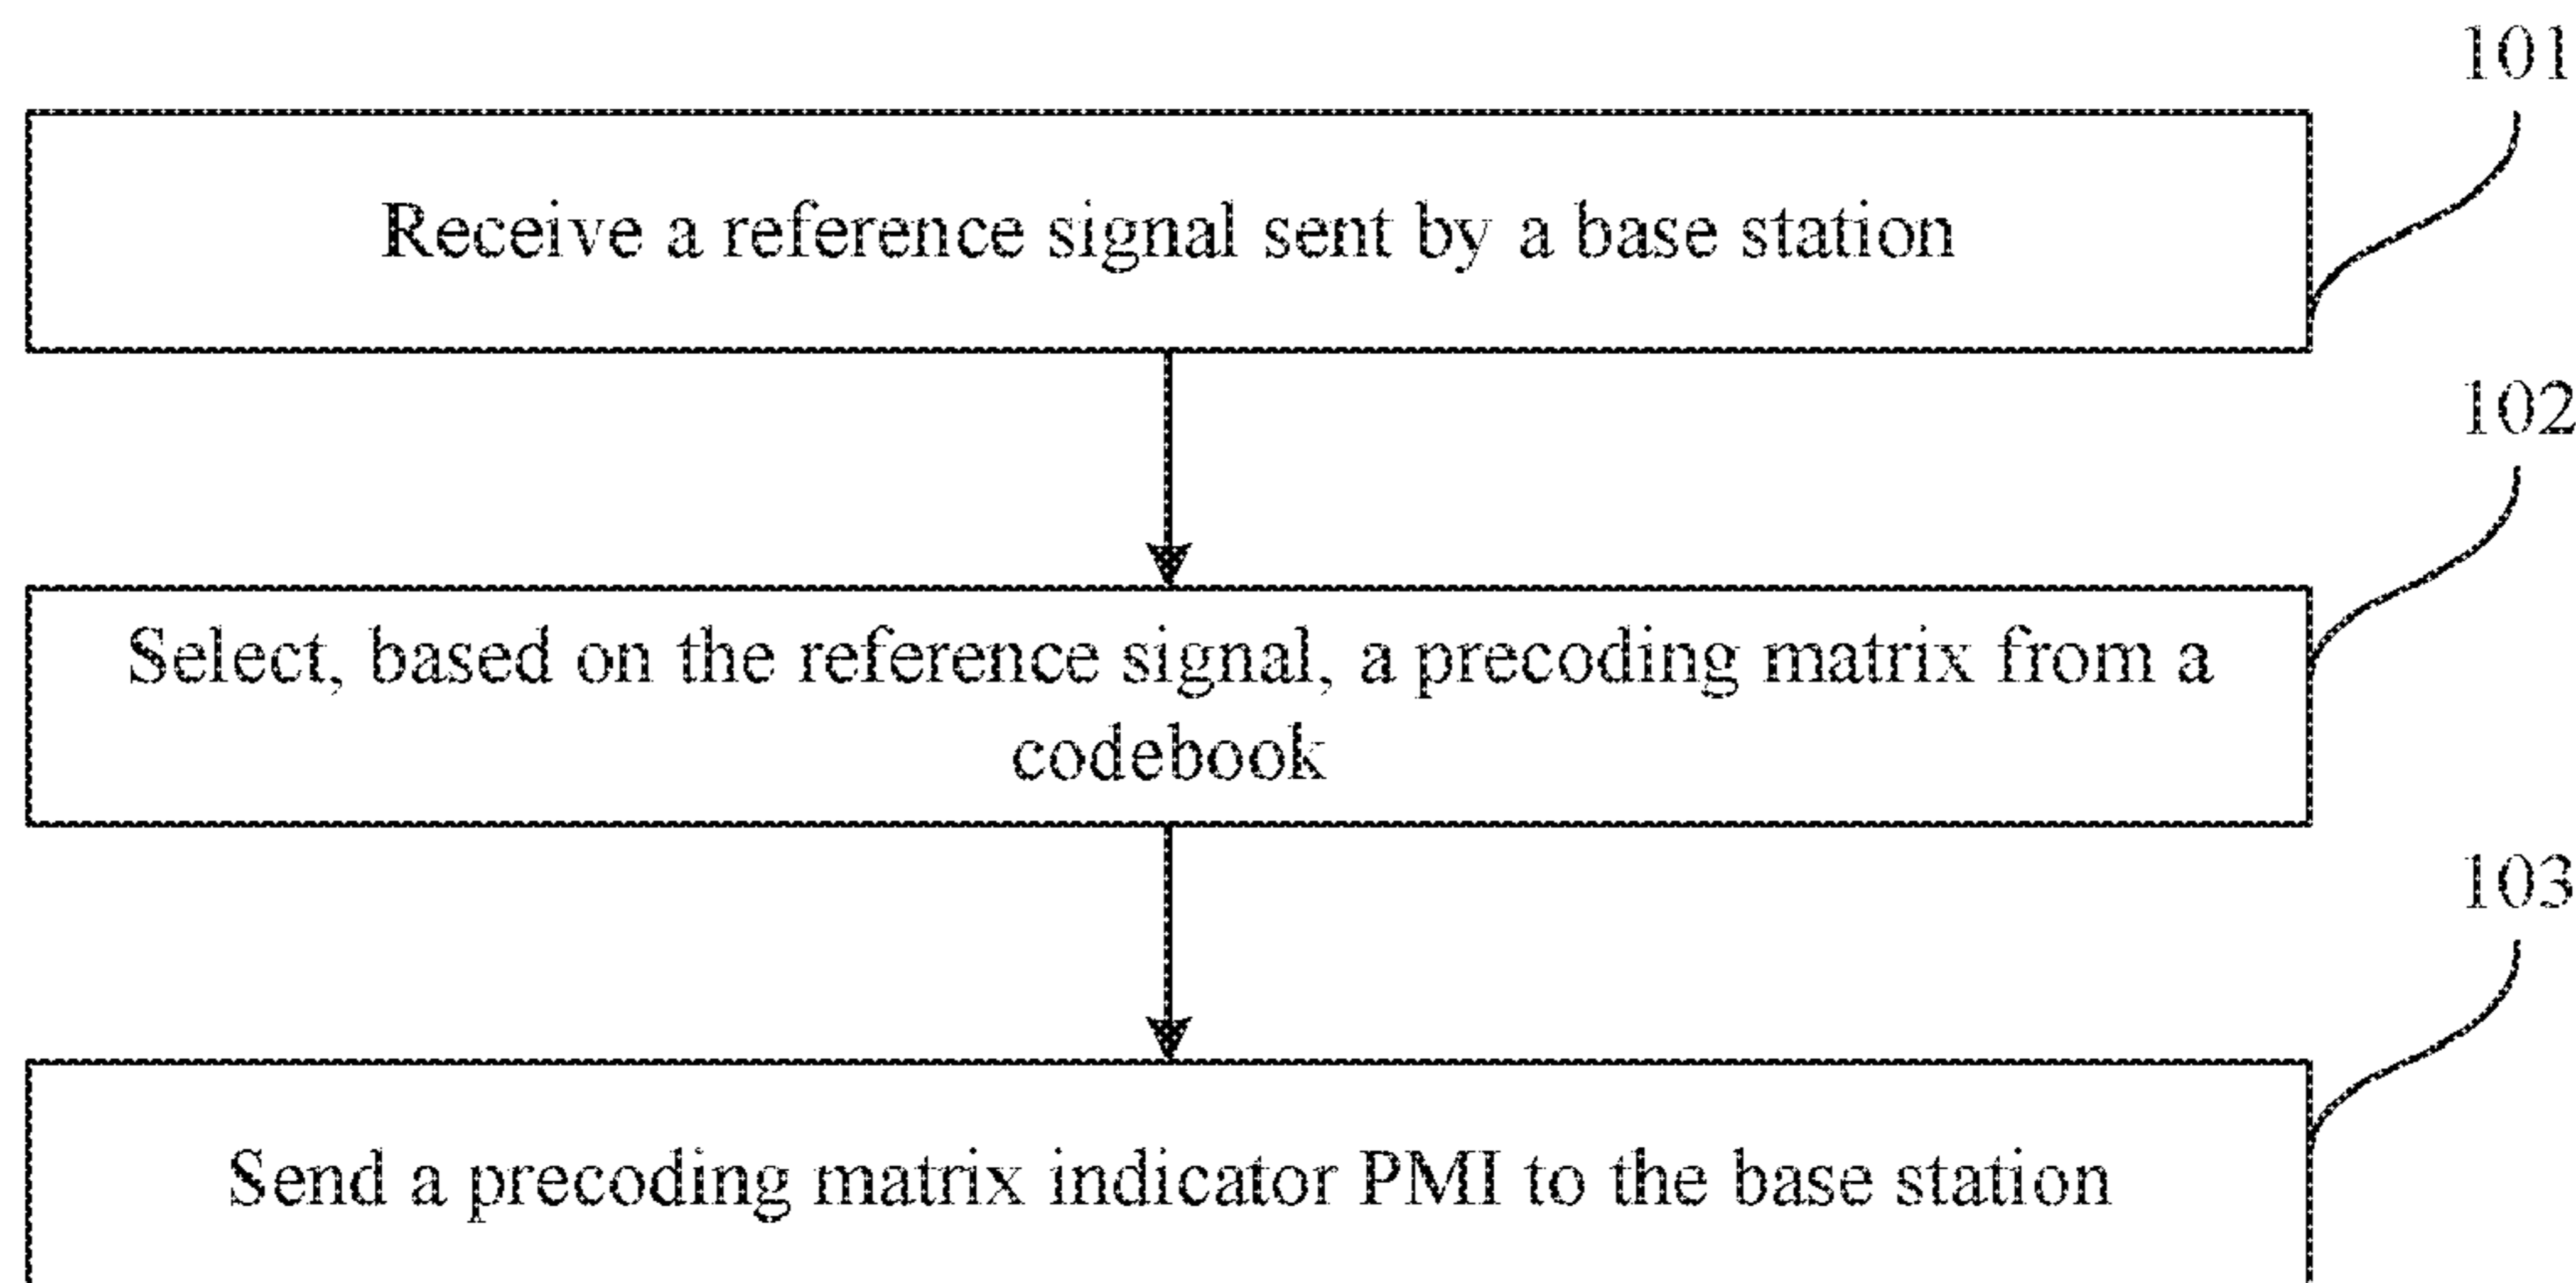 101
Receive a reference signal sent by a base station
102
Select, based on the reference signal, a precoding matrix from a
codebook
103
Send a precoding matrix indicator PMI to the base station